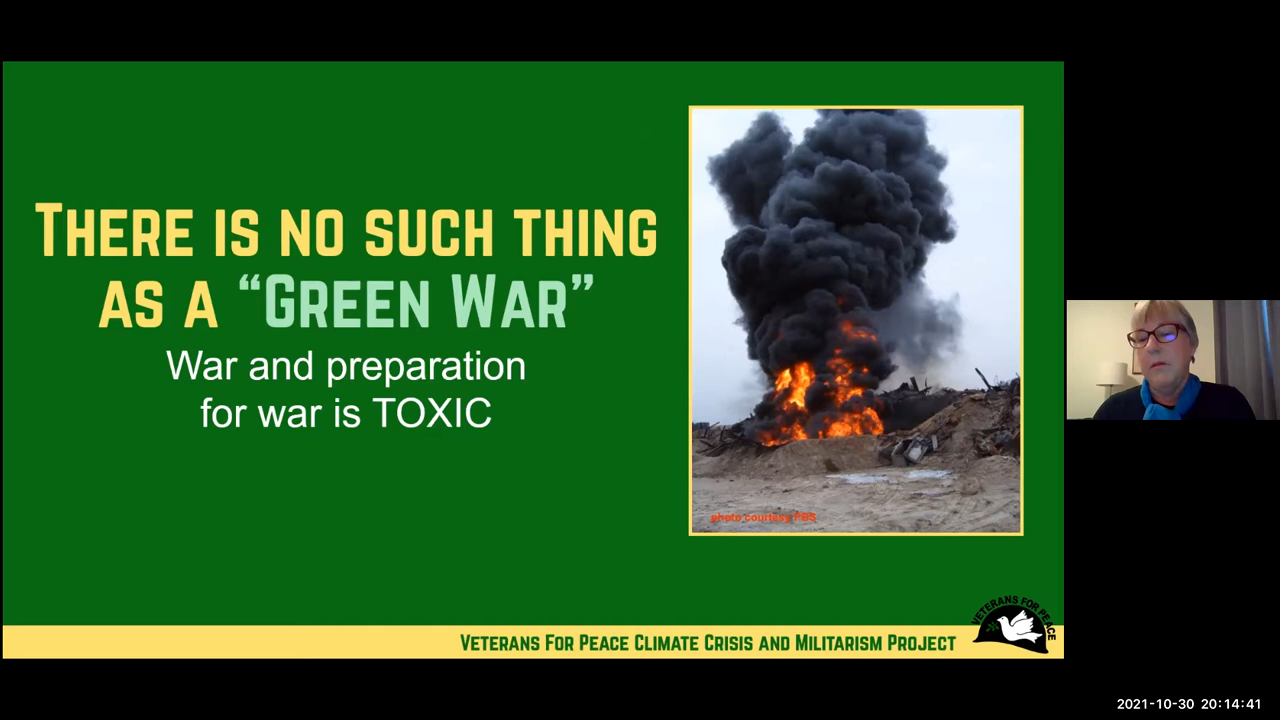 THERE IS NO SUCH THING
AS A “GREEN WAR”
War and preparation
for war is TOXIC
photo courtesy PBS
VETERANS FOR PEACE
VETERANS FOR PEACE CLIMATE CRISIS AND MILITARISM PROJECT
2021-10-30 20:14:41